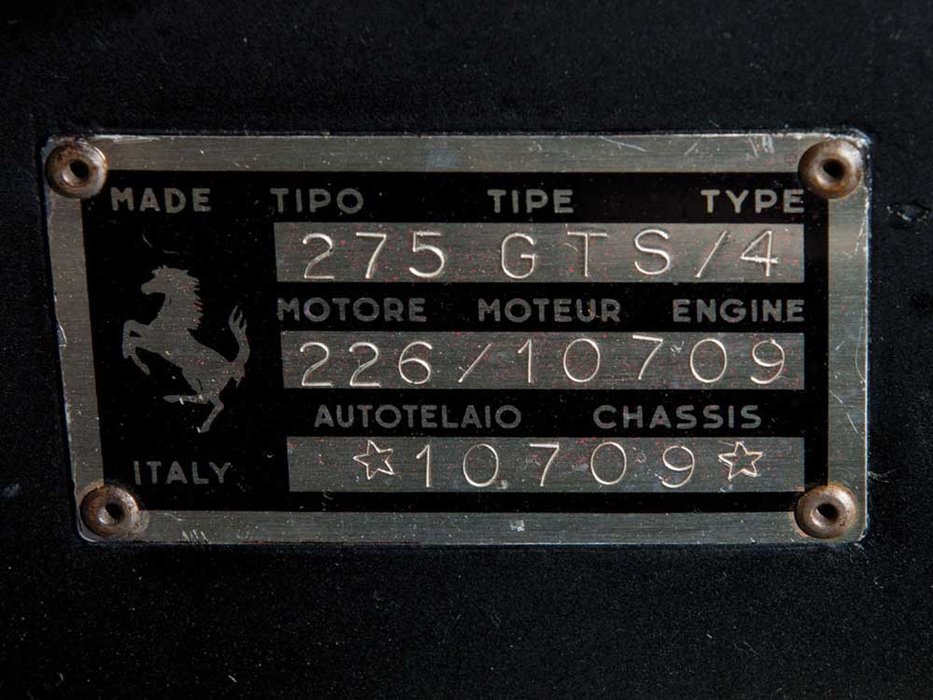 MADE TIPO TIPE TYPE
275 GTS/4
MOTORE MOTEUR ENGINE
226/10709
AUTOTELAIO CHASSIS
☆10709☆
ITALY